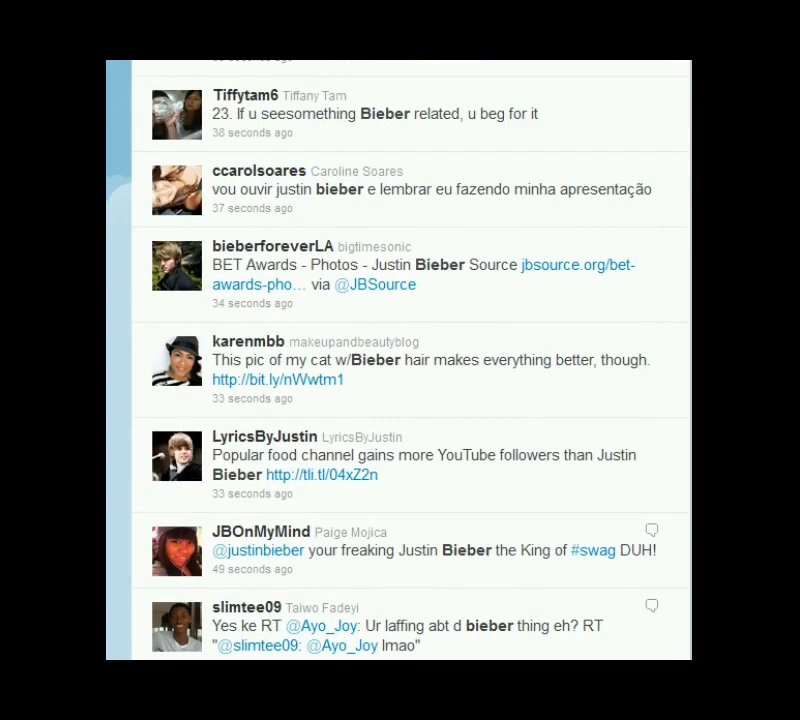 Tiffytam6 Tiffany Tam
23. If u seesomething Bieber related, u beg for it
38 seconds ago
ccarolsoares Caroline Soares
vou ouvir justin bieber e lembrar eu fazendo minha apresentação
37 seconds ago
bieberforeverLA bigtimesonic
BET Awards - Photos - Justin Bieber Source jbsource.org/bet-
awards-pho… via @JBSource
34 seconds ago
karenmbb makeupandbeautyblog
This pic of my cat w/Bieber hair makes everything better, though.
http://bit.ly/nWwtm1
33 seconds ago
LyricsByJustin LyricsByJustin
Popular food channel gains more YouTube followers than Justin
Bieber http://tli.tl/04xZ2n
33 seconds ago
JBOnMyMind Paige Mojica
@justinbieber your freaking Justin Bieber the King of #swag DUH!
49 seconds ago
slimtee09 Taiwo Fadeyi
Yes ke RT @Ayo_Joy: Ur laffing abt d bieber thing eh? RT
"@slimtee09: @Ayo_Joy lmao"